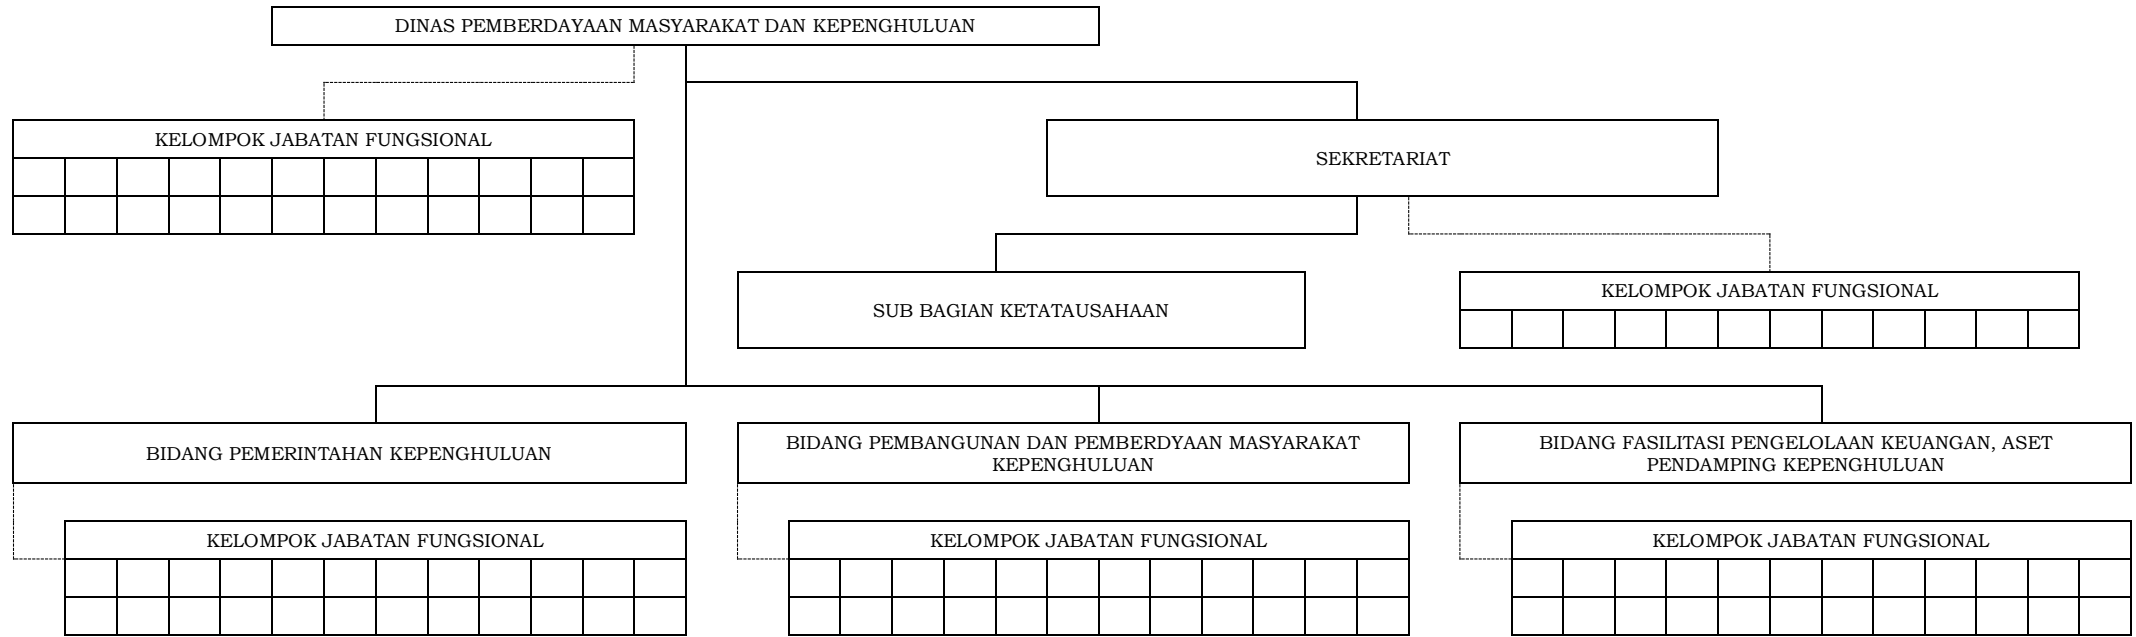 DINAS PEMBERDAYAAN MASYARAKAT DAN KEPENGHULUAN
KELOMPOK JABATAN FUNGSIONAL
SEKRETARIAT
SUB BAGIAN KETATAUSAHAAN
KELOMPOK JABATAN FUNGSIONAL
BIDANG PEMERINTAHAN KEPENGHULUAN
BIDANG PEMBANGUNAN DAN PEMBERDYAAN MASYARAKAT
KEPENGHULUAN
BIDANG FASILITASI PENGELOLAAN KEUANGAN, ASET
PENDAMPING KEPENGHULUAN
KELOMPOK JABATAN FUNGSIONAL
KELOMPOK JABATAN FUNGSIONAL
KELOMPOK JABATAN FUNGSIONAL